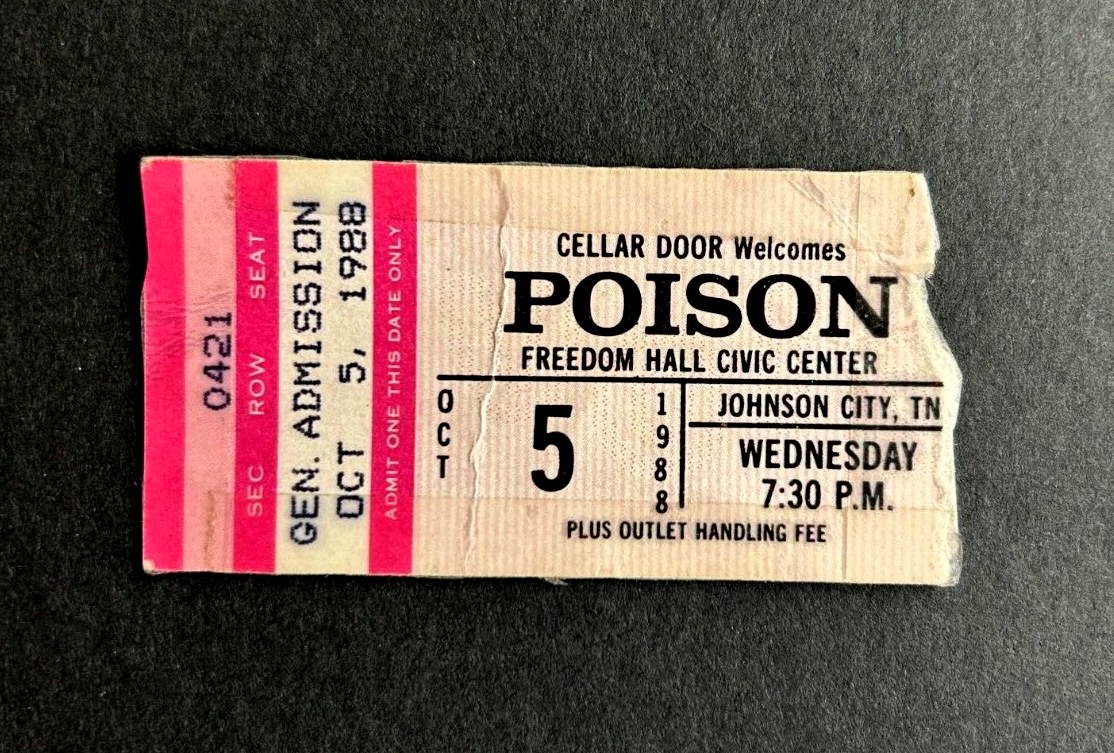 0421
SEC ROW SEAT
GEN. ADMISSION
OCT 5, 1988
ADMIT ONE THIS DATE ONLY
CELLAR DOOR Welcomes
POISON
FREEDOM HALL CIVIC CENTER
OCT 5 1988
JOHNSON CITY, TN
WEDNESDAY
7:30 P.M.
PLUS OUTLET HANDLING FEE